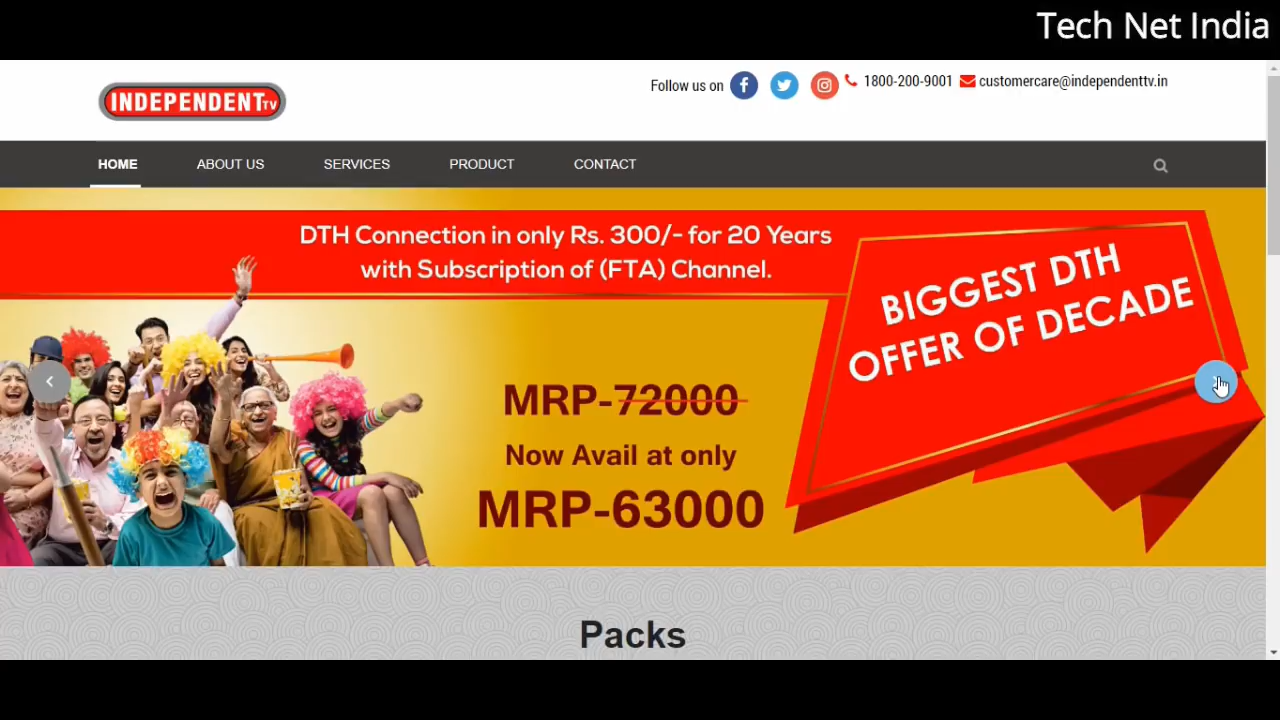 Tech Net India
INDEPENDENT TV
Follow us on
1800-200-9001
customercare@independenttv.in
HOME ABOUT US SERVICES PRODUCT CONTACT
DTH Connection in only Rs. 300/- for 20 Years
with Subscription of (FTA) Channel.
BIGGEST DTH
OFFER OF DECADE
MRP-72000
Now Avail at only
MRP-63000
Packs